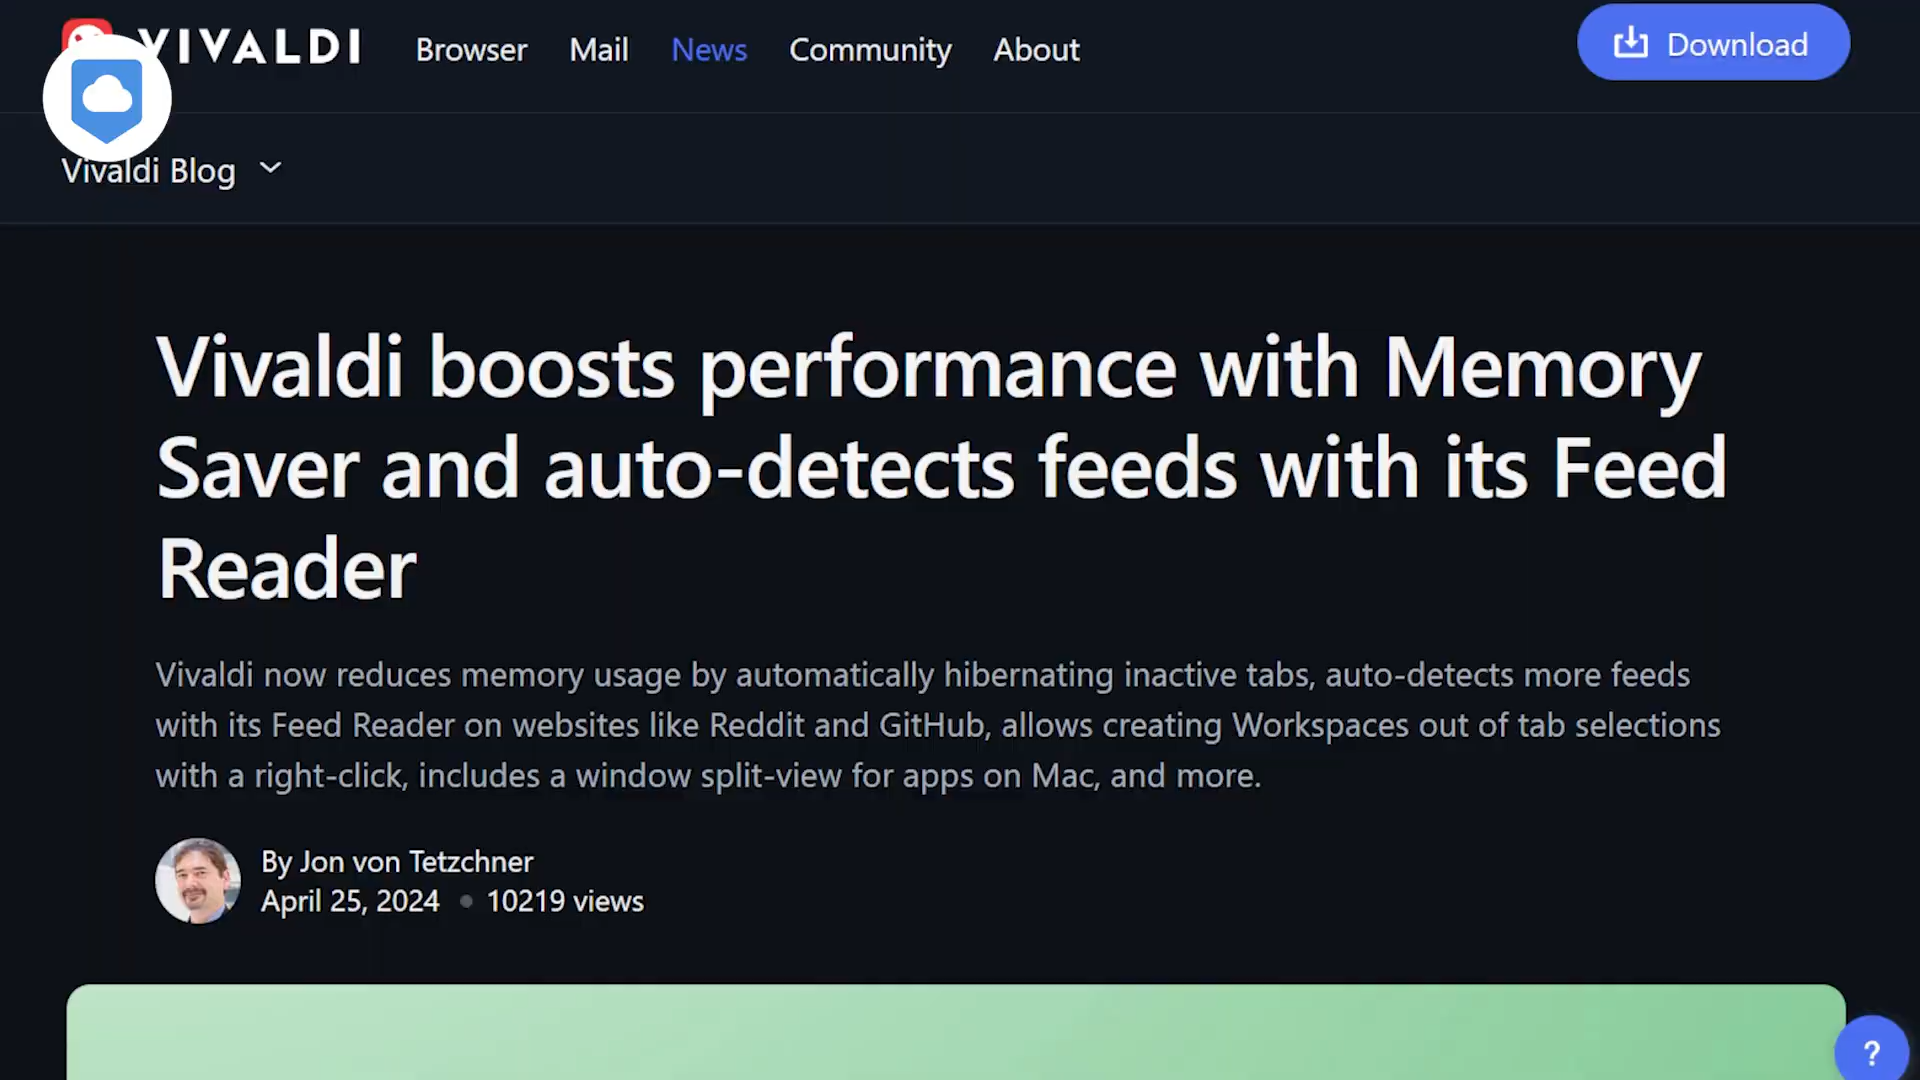 VIVALDI Browser Mail News Community About Download
Vivaldi Blog
Vivaldi boosts performance with Memory
Saver and auto-detects feeds with its Feed
Reader
Vivaldi now reduces memory usage by automatically hibernating inactive tabs, auto-detects more feeds
with its Feed Reader on websites like Reddit and GitHub, allows creating Workspaces out of tab selections
with a right-click, includes a window split-view for apps on Mac, and more.
By Jon von Tetzchner
April 25, 2024 • 10219 views
?